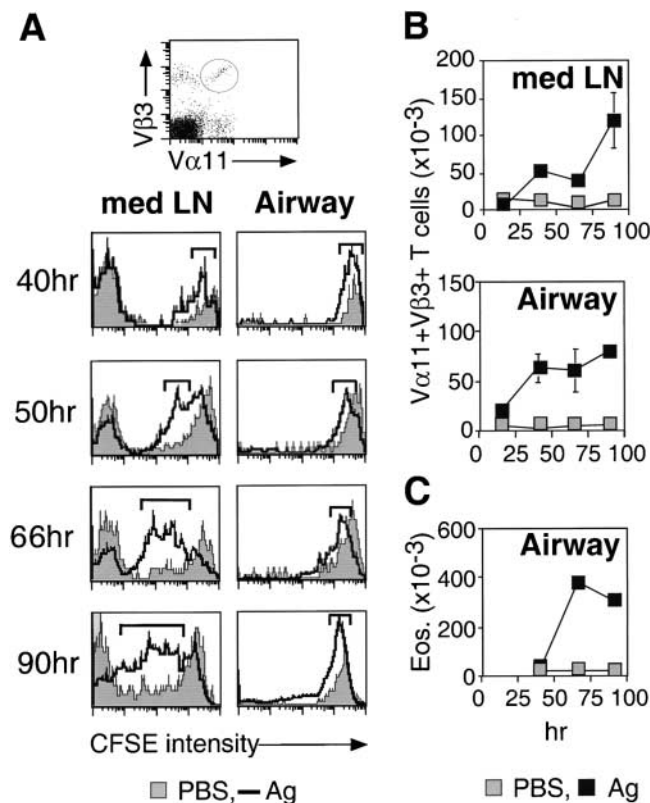 A
Vβ3
Vα11
med LN
Airway
40hr
50hr
66hr
90hr
CFSE intensity
PBS, Ag
B
Vα11+Vβ3+ T cells (x10-3)
200
150
100
50
0
med LN
0 25 50 75 100
150
100
50
0
Airway
0 25 50 75 100
C
Eos. (x10-3)
600
400
200
0
Airway
0 25 50 75 100
hr
PBS, Ag